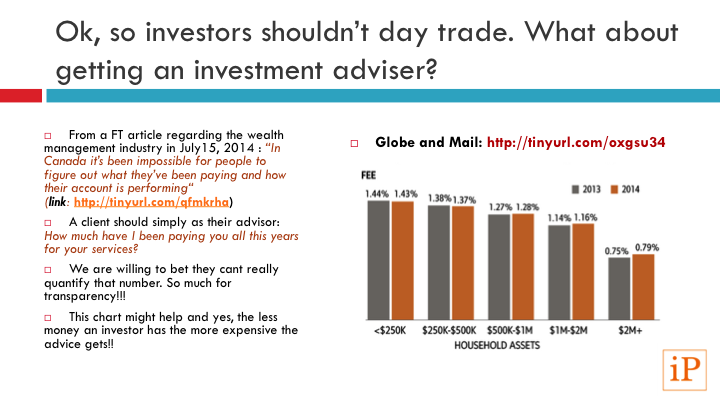 Ok, so investors shouldn’t day trade. What about
getting an investment adviser?
□ From a FT article regarding the wealth
management industry in July15, 2014 : “In
Canada it’s been impossible for people to
figure out what they’ve been paying and how
their account is performing“
(link: http://tinyurl.com/qfmkrha)
□ A client should simply as their advisor:
How much have I been paying you all this years
for your services?
□ We are willing to bet they cant really
quantify that number. So much for
transparency!!!
□ This chart might help and yes, the less
money an investor has the more expensive the
advice gets!!
□ Globe and Mail: http://tinyurl.com/oxgsu34
FEE
2013 2014
1.44% 1.43% 1.38% 1.37% 1.27% 1.28% 1.14% 1.16% 0.75% 0.79%
<$250K $250K-$500K $500K-$1M $1M-$2M $2M+
HOUSEHOLD ASSETS
iP